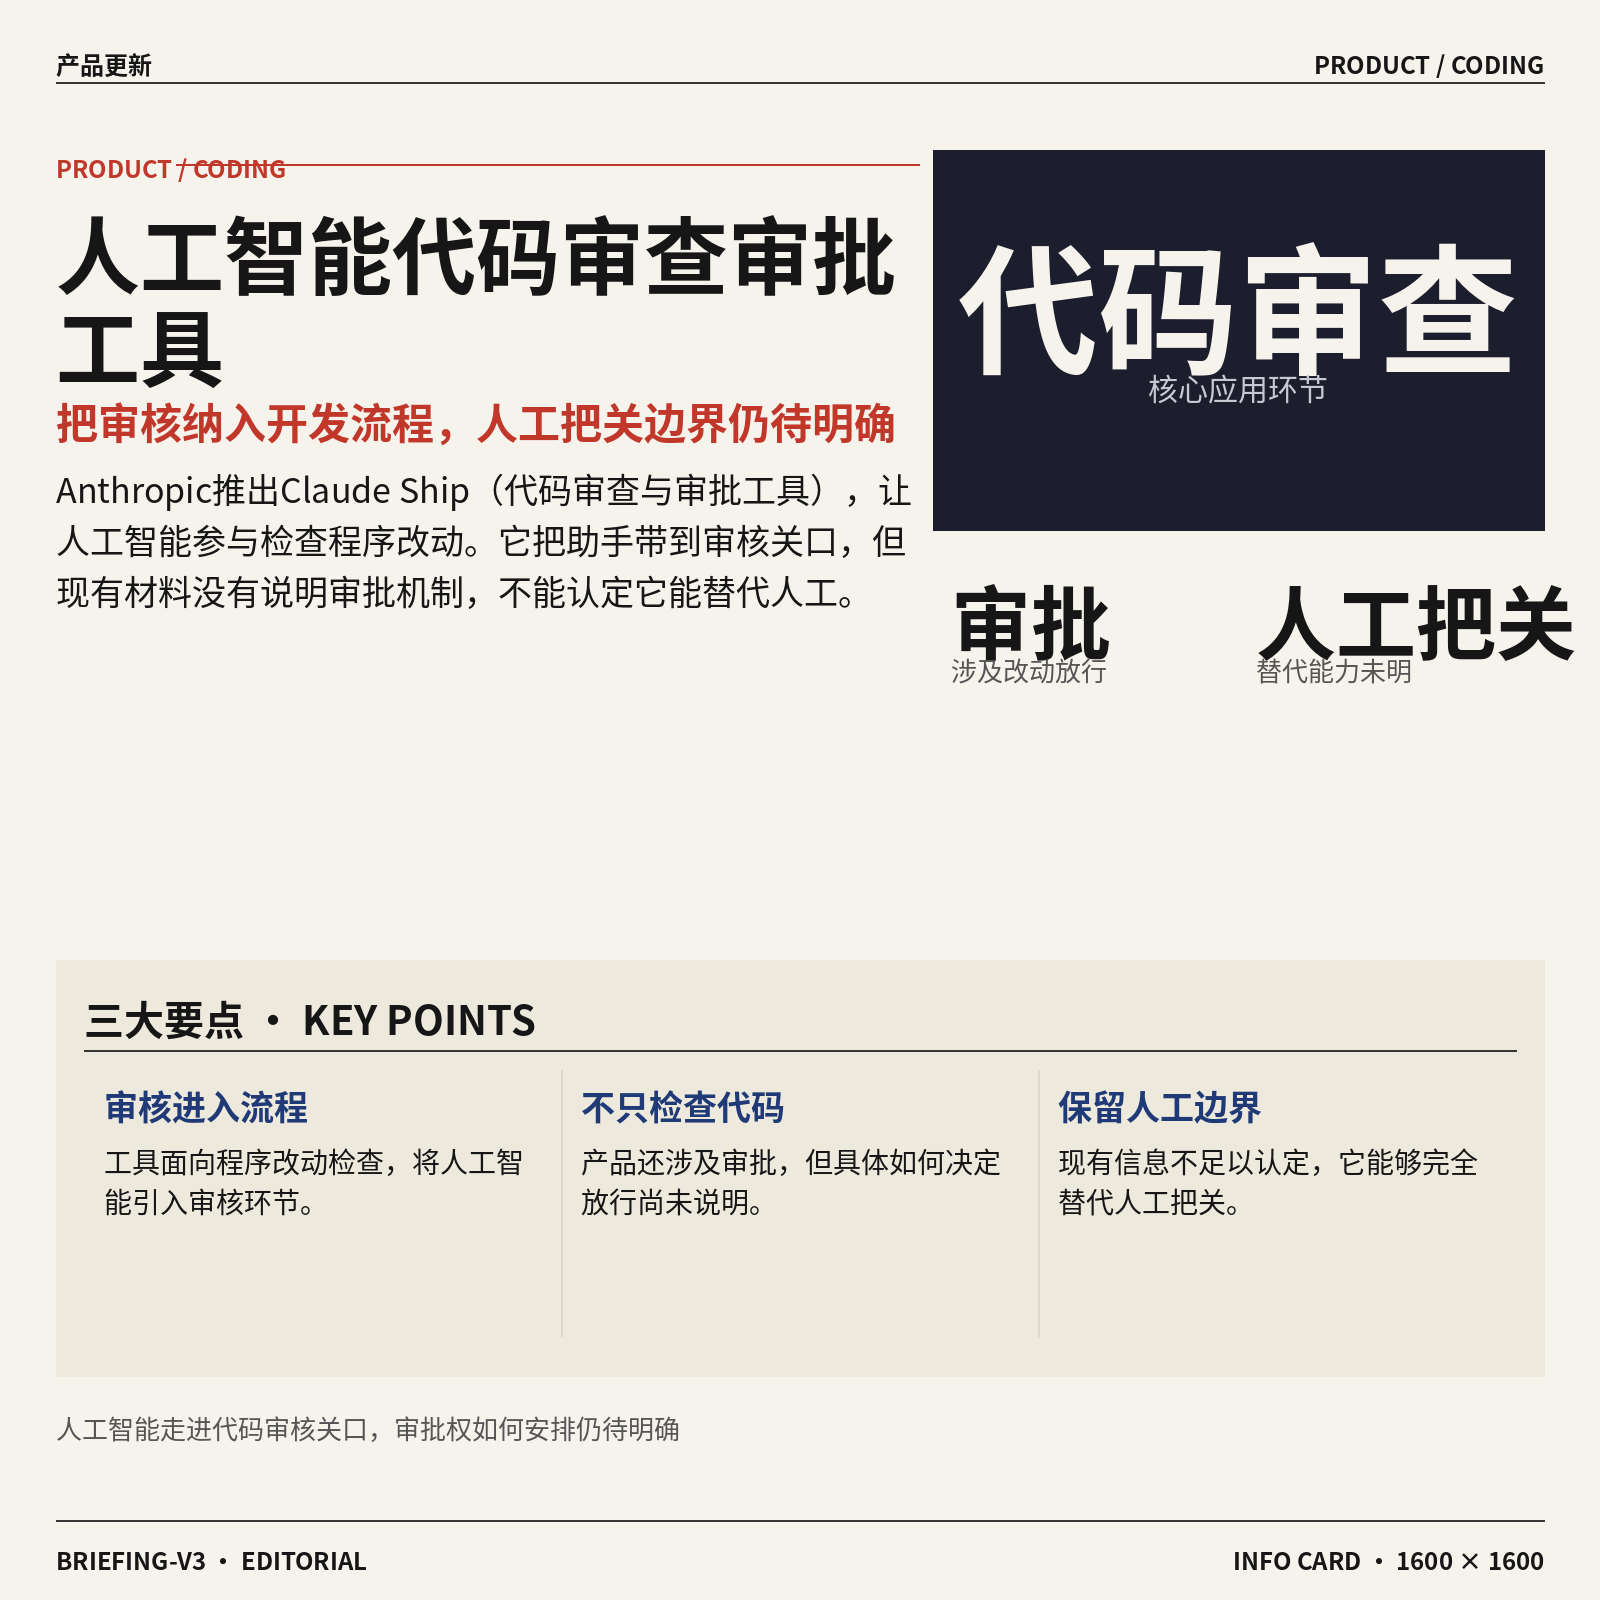 产品更新
PRODUCT / CODING
PRODUCT / CODING
人工智能代码审查审批
工具
把审核纳入开发流程，人工把关边界仍待明确
Anthropic推出Claude Ship（代码审查与审批工具），让
人工智能参与检查程序改动。它把助手带到审核关口，但
现有材料没有说明审批机制，不能认定它能替代人工。
代码审查
核心应用环节
审批
涉及改动放行
人工把关
替代能力未明
三大要点 · KEY POINTS
审核进入流程
工具面向程序改动检查，将人工智
能引入审核环节。
不只检查代码
产品还涉及审批，但具体如何决定
放行尚未说明。
保留人工边界
现有信息不足以认定，它能够完全
替代人工把关。
人工智能走进代码审核关口，审批权如何安排仍待明确
BRIEFING-V3 · EDITORIAL
INFO CARD · 1600 × 1600